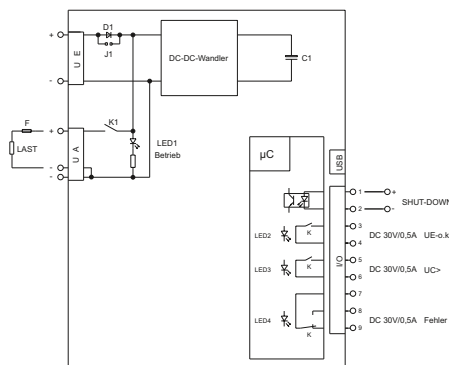 D1
+
U E
J1
-
DC-DC-Wandler
C1
F
+
K1
LAST
U A
LED1
Betrieb
-
-
µC
USB
1
+
SHUT-DOWN
2
-
I/O
LED2
K
3
DC 30V/0,5A UE-o.k
4
LED3
K
5
DC 30V/0,5A UC>
6
7
LED4
8
DC 30V/0,5A Fehler
K
9